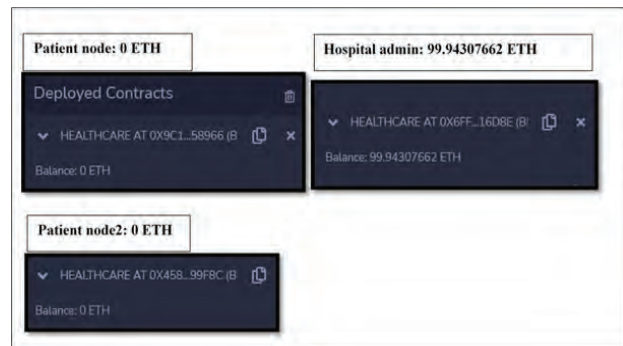 Patient node: 0 ETH
Hospital admin: 99.94307662 ETH
Deployed Contracts
HEALTHCARE AT 0X9C1...58966 (B
Balance: 0 ETH
HEALTHCARE AT 0X6FF...16D8E (B
Balance: 99.94307662 ETH
Patient node2: 0 ETH
HEALTHCARE AT 0X458...99F8C (B
Balance: 0 ETH